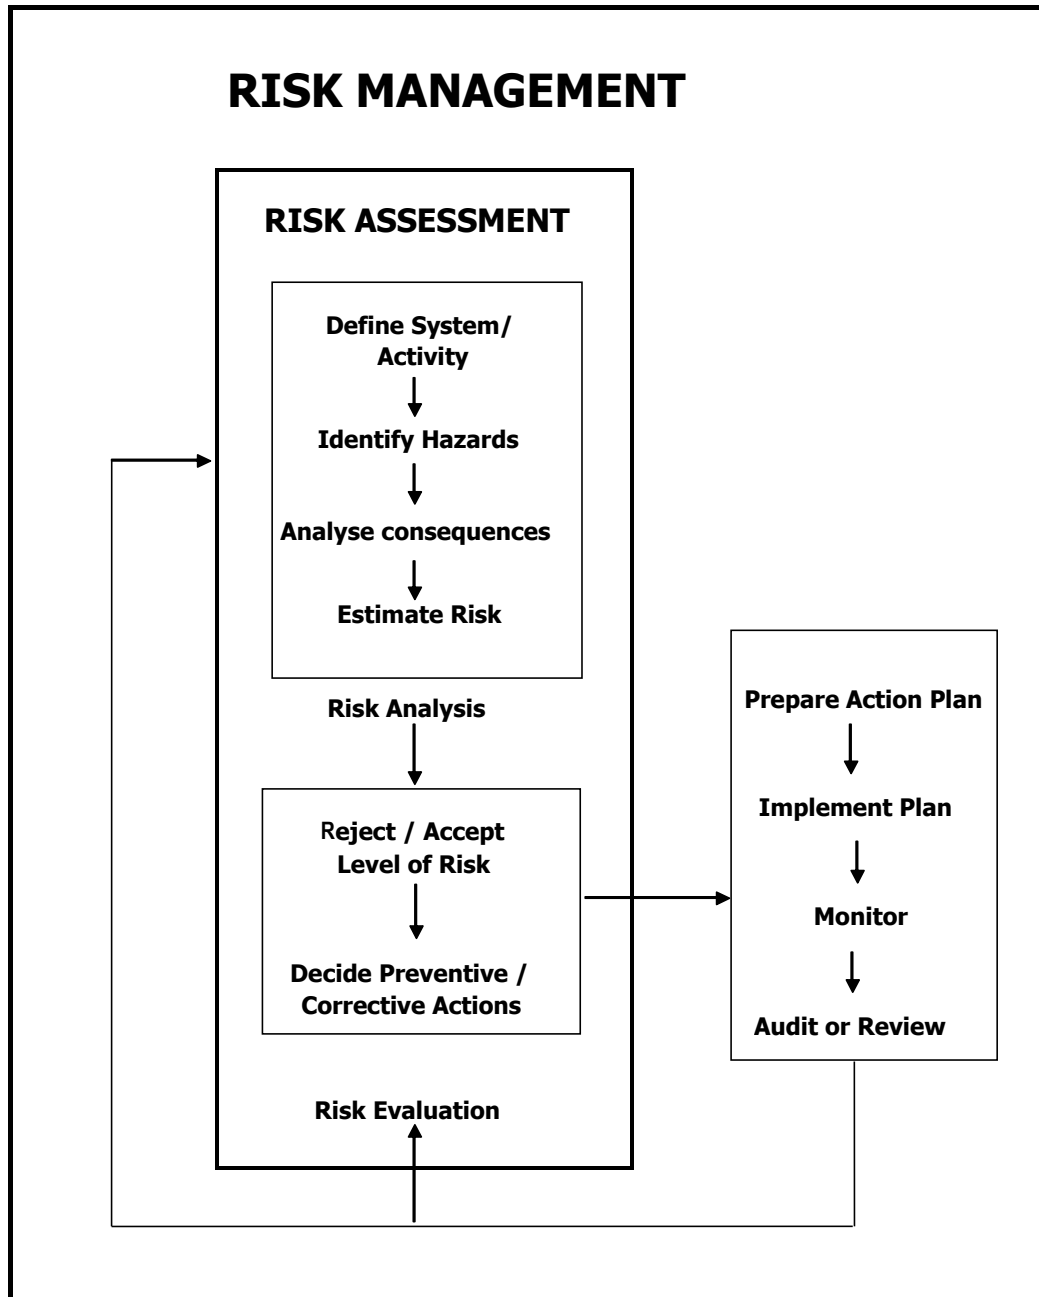 RISK MANAGEMENT
RISK ASSESSMENT
Define System/
Activity
Identify Hazards
Analyse consequences
Estimate Risk
Risk Analysis
Reject / Accept
Level of Risk
Decide Preventive /
Corrective Actions
Risk Evaluation
Prepare Action Plan
Implement Plan
Monitor
Audit or Review